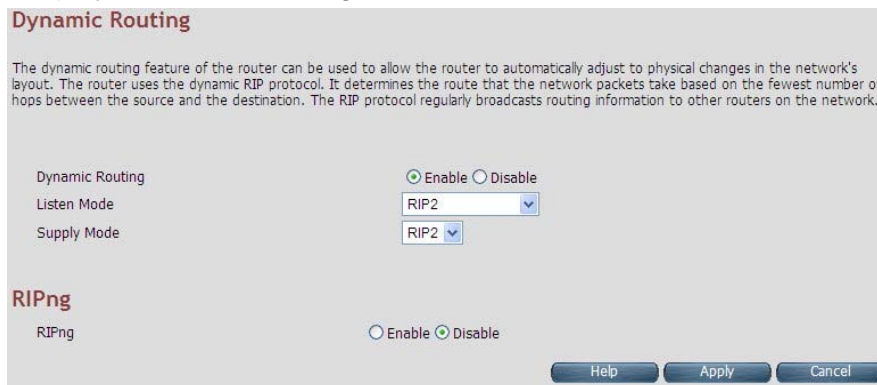 Dynamic Routing
The dynamic routing feature of the router can be used to allow the router to automatically adjust to physical changes in the network's
layout. The router uses the dynamic RIP protocol. It determines the route that the network packets take based on the fewest number o
hops between the source and the destination. The RIP protocol regularly broadcasts routing information to other routers on the network.
Dynamic Routing Enable Disable
Listen Mode RIP2
Supply Mode RIP2
RIPng
RIPng Enable Disable
Help Apply Cancel